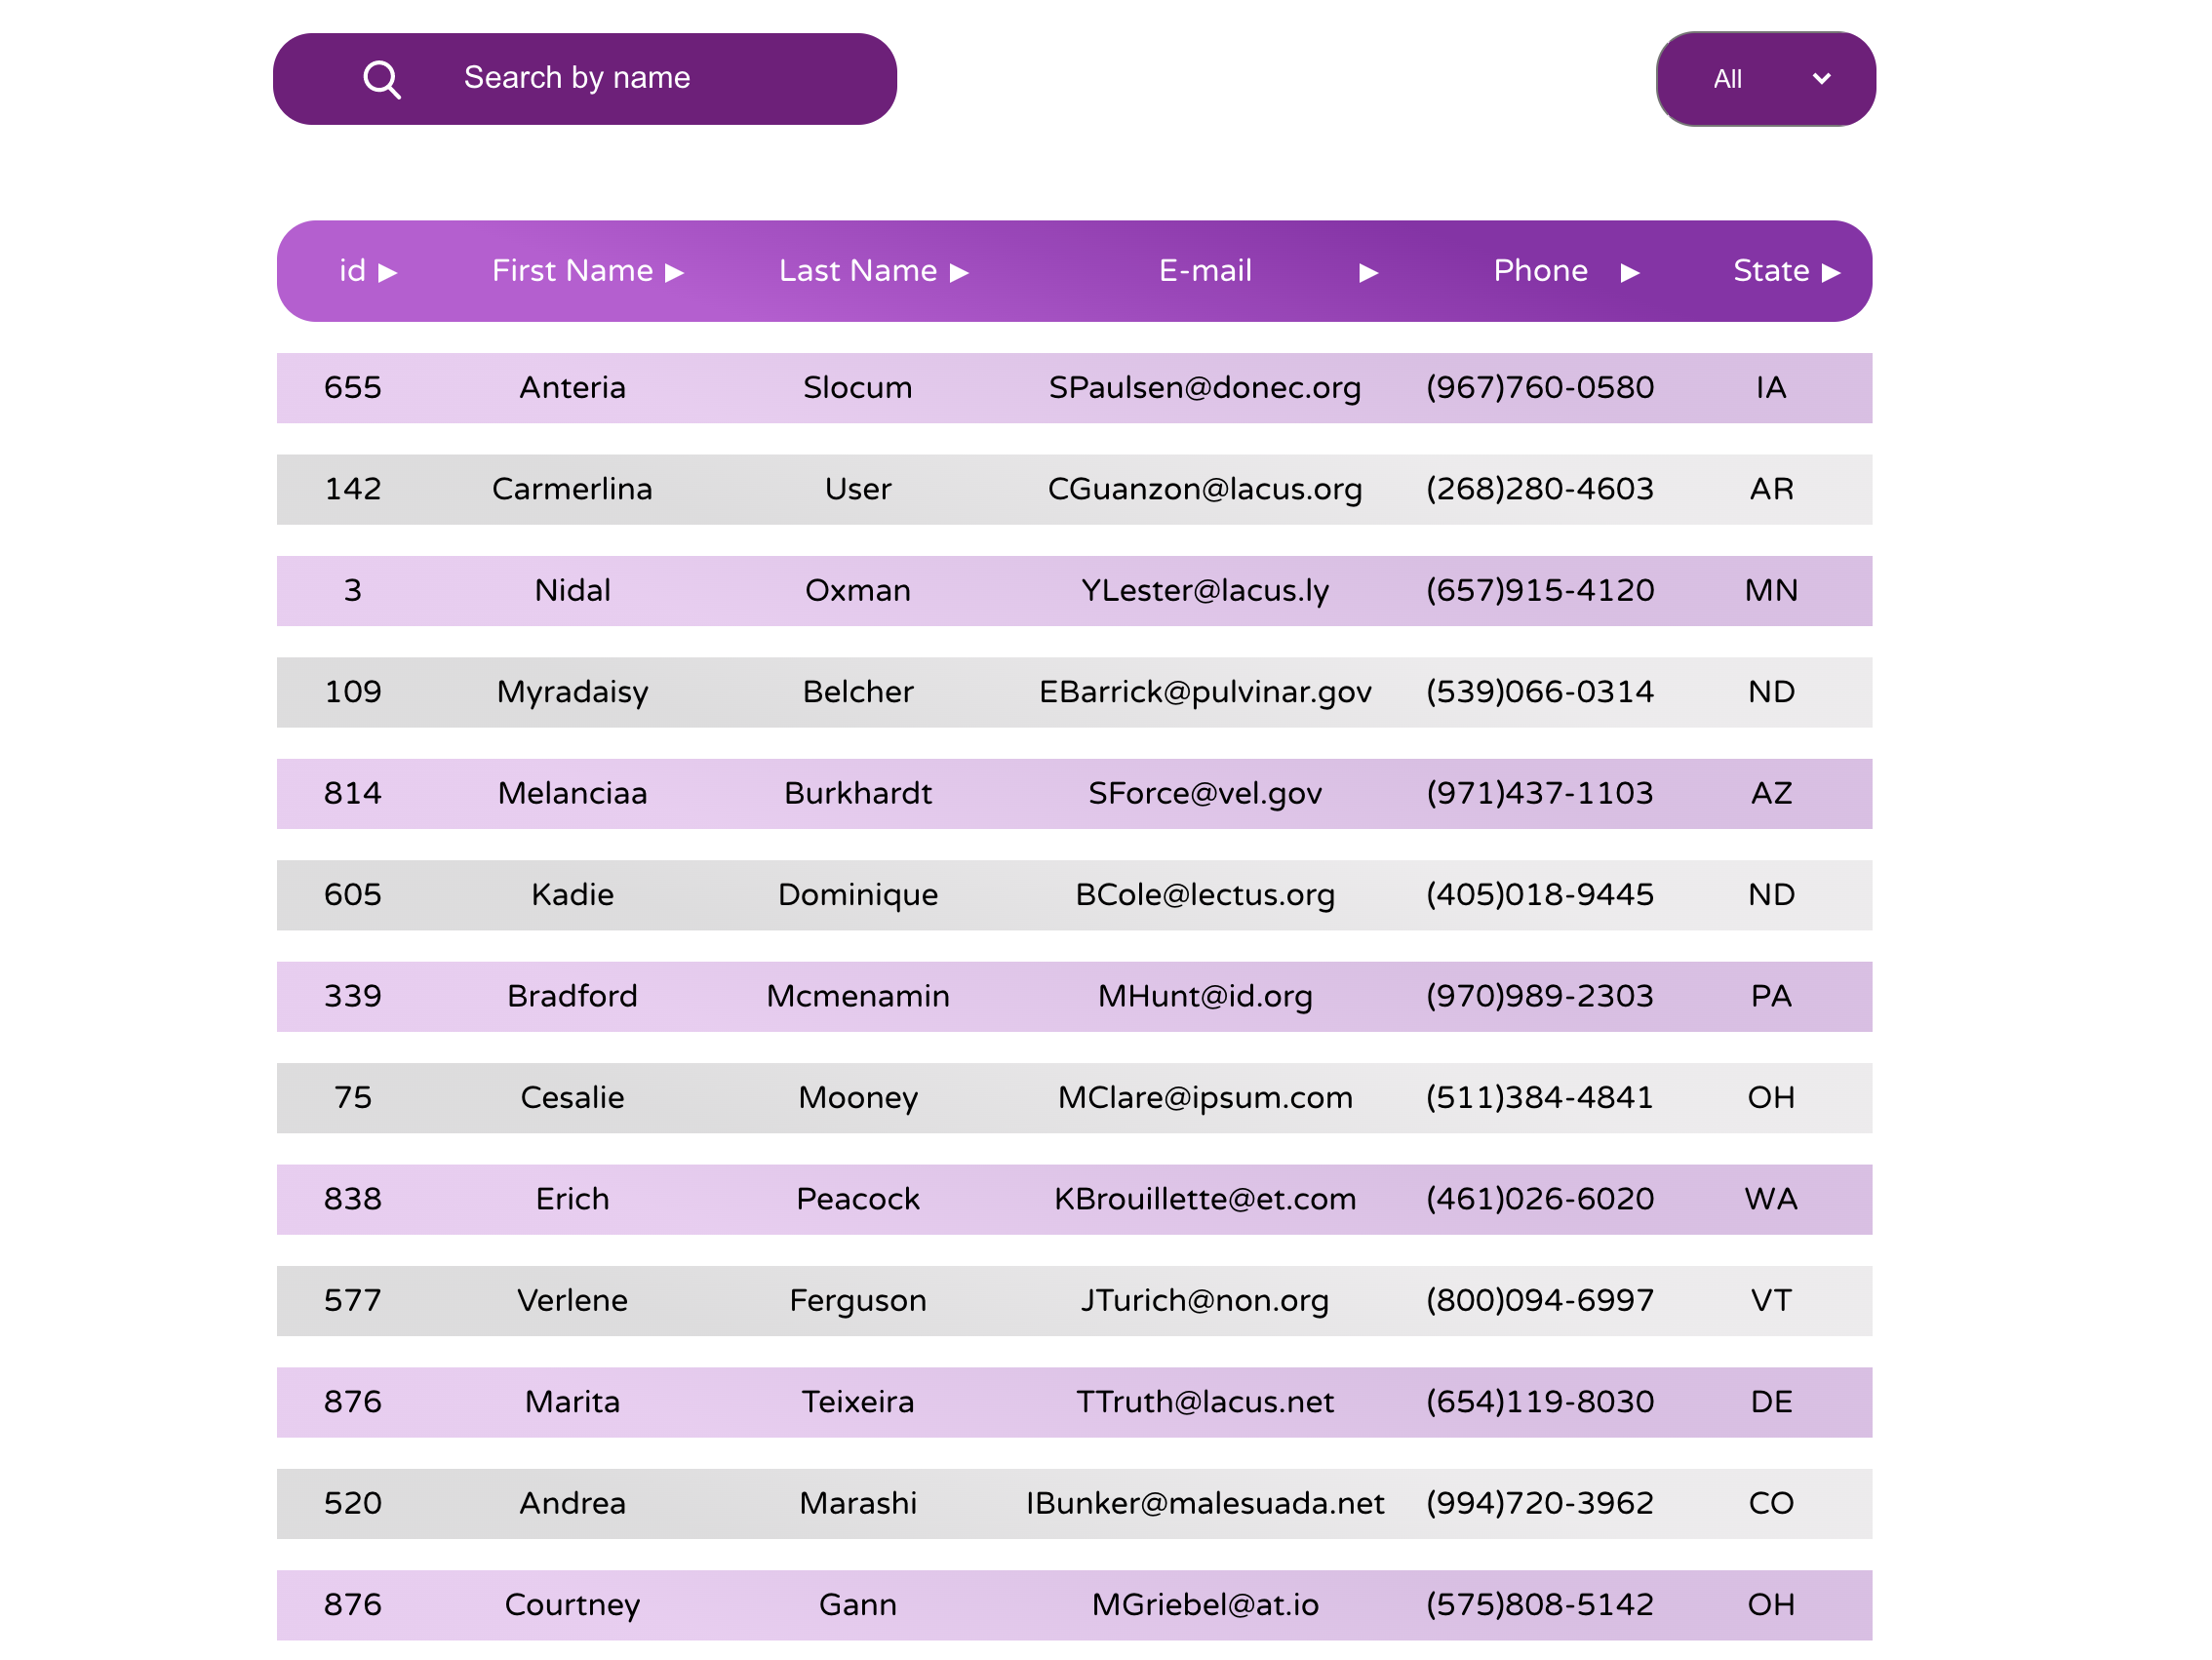 Search by name All
id ▶ First Name ▶ Last Name ▶ E-mail ▶ Phone ▶ State ▶
655 Anteria Slocum SPaulsen@donec.org (967)760-0580 IA
142 Carmerlina User CGuanzon@lacus.org (268)280-4603 AR
3 Nidal Oxman YLester@lacus.ly (657)915-4120 MN
109 Myradaisy Belcher EBarrick@pulvinar.gov (539)066-0314 ND
814 Melanciaa Burkhardt SForce@vel.gov (971)437-1103 AZ
605 Kadie Dominique BCole@lectus.org (405)018-9445 ND
339 Bradford Mcmenamin MHunt@id.org (970)989-2303 PA
75 Cesalie Mooney MClare@ipsum.com (511)384-4841 OH
838 Erich Peacock KBrouillette@et.com (461)026-6020 WA
577 Verlene Ferguson JTurich@non.org (800)094-6997 VT
876 Marita Teixeira TTruth@lacus.net (654)119-8030 DE
520 Andrea Marashi IBunker@malesuada.net (994)720-3962 CO
876 Courtney Gann MGriebel@at.io (575)808-5142 OH